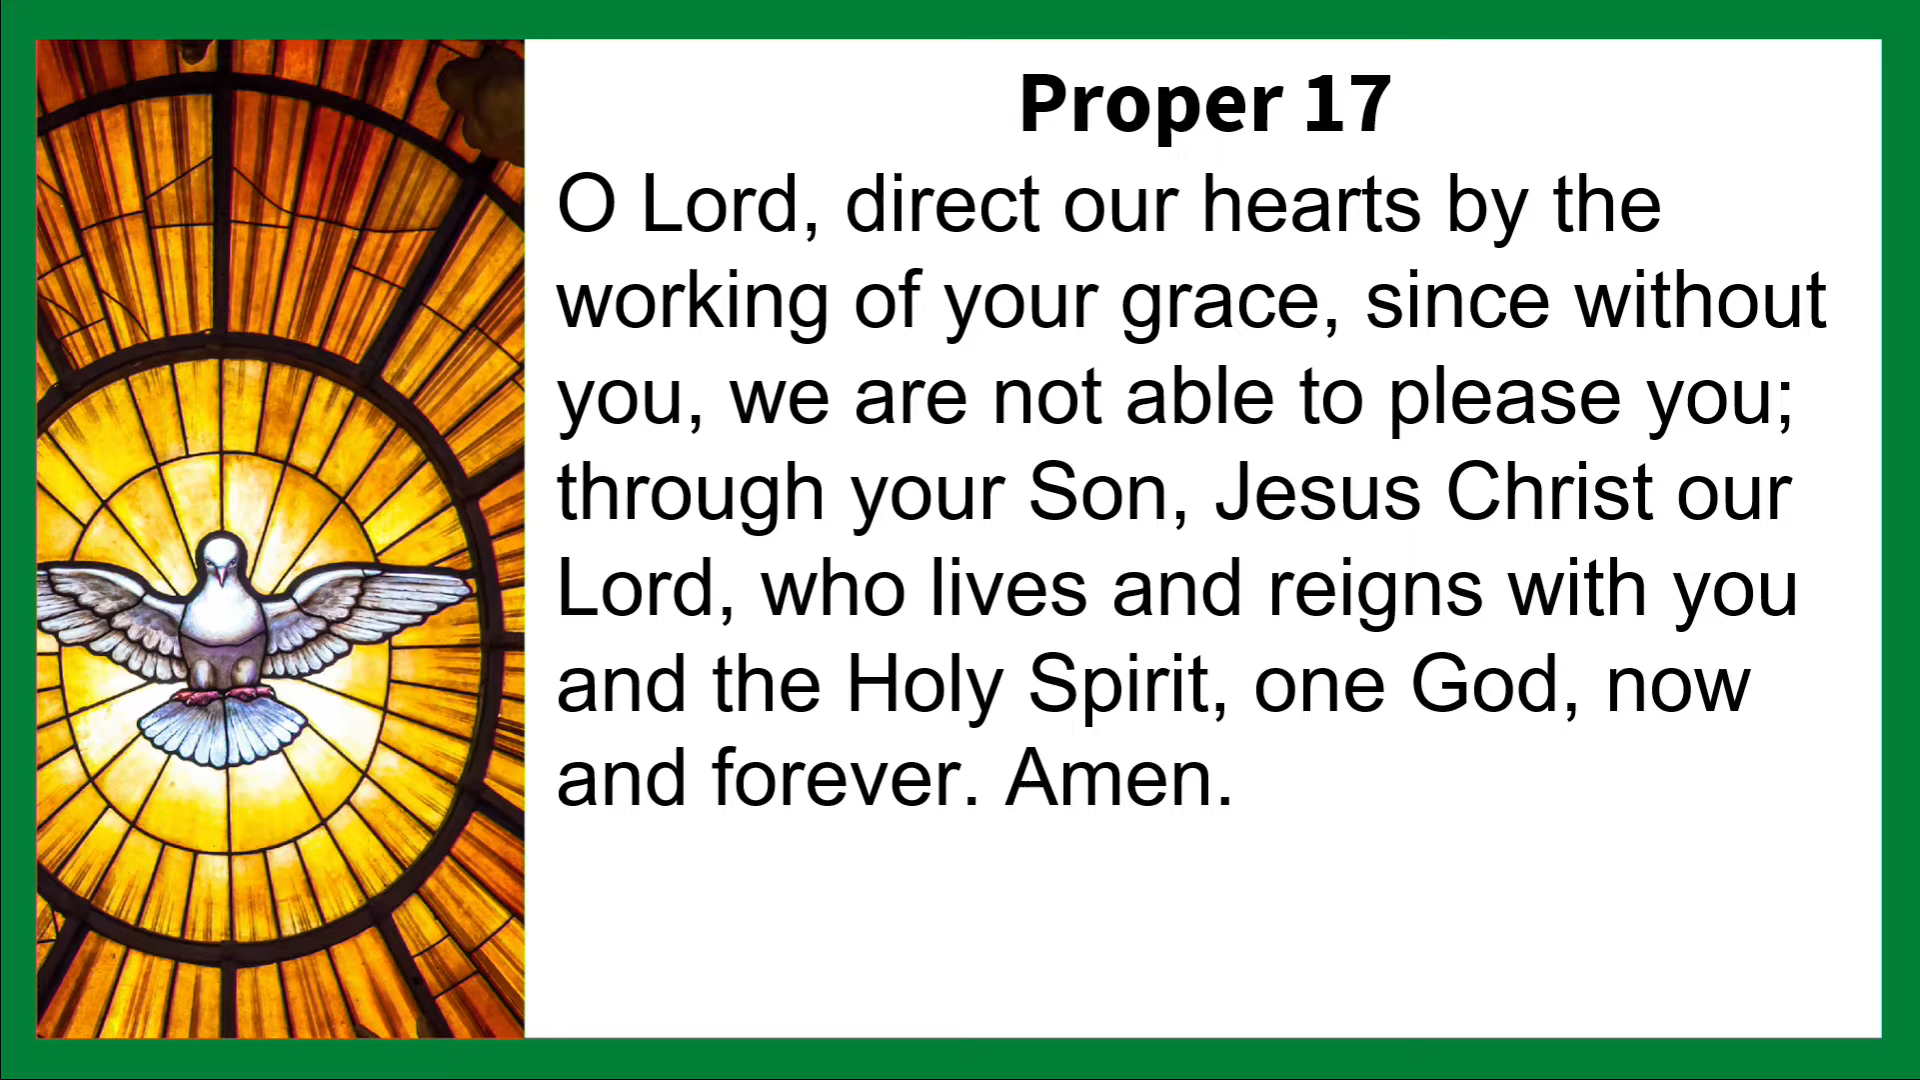 Proper 17
O Lord, direct our hearts by the
working of your grace, since without
you, we are not able to please you;
through your Son, Jesus Christ our
Lord, who lives and reigns with you
and the Holy Spirit, one God, now
and forever. Amen.